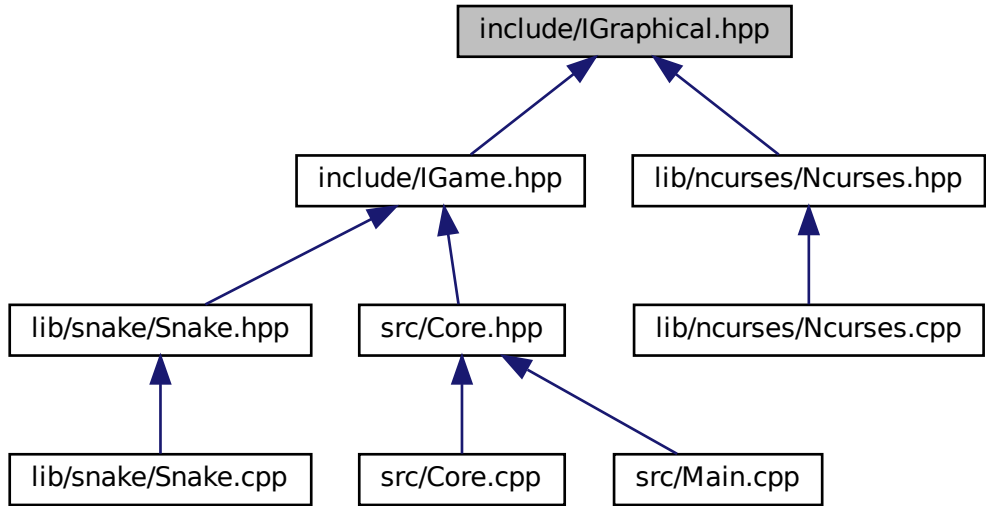 include/IGraphical.hpp
include/IGame.hpp
lib/ncurses/Ncurses.hpp
lib/snake/Snake.hpp
src/Core.hpp
lib/ncurses/Ncurses.cpp
lib/snake/Snake.cpp
src/Core.cpp
src/Main.cpp